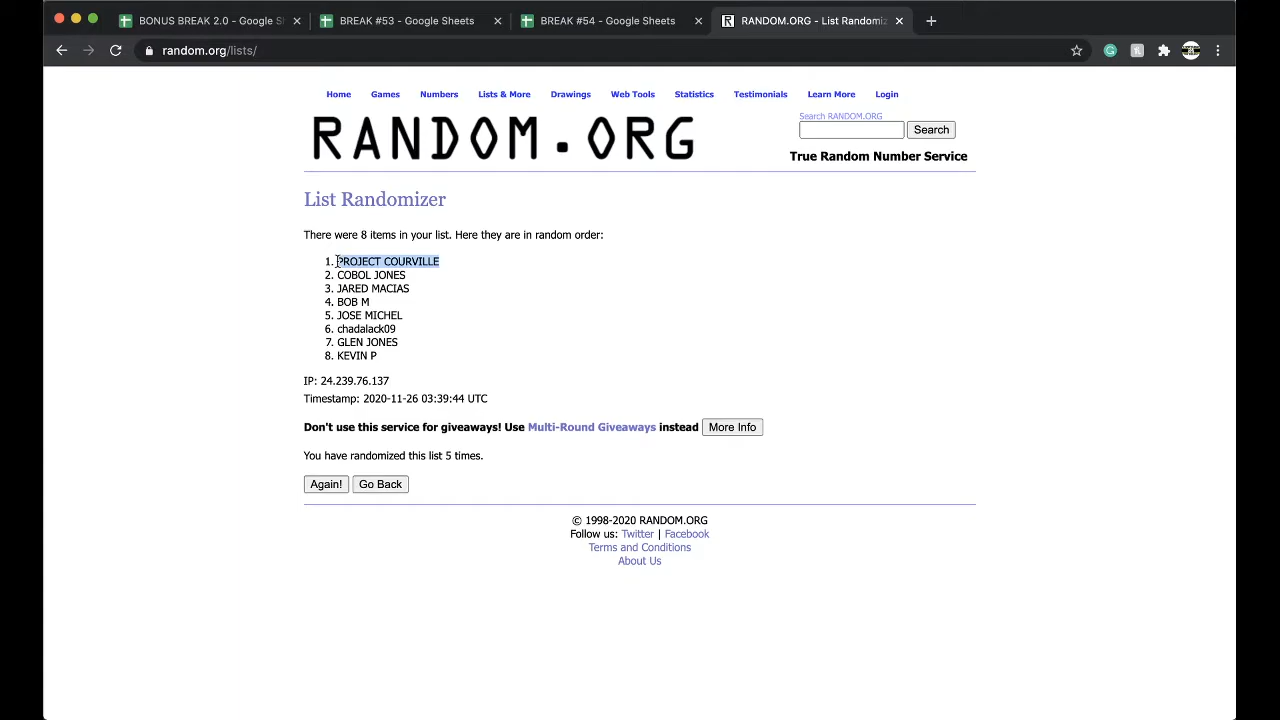 BONUS BREAK 2.0 - Google S
BREAK #53 - Google Sheets
BREAK #54 - Google Sheets
RANDOM.ORG - List Randomiz
random.org/lists/
Home Games Numbers Lists & More Drawings Web Tools Statistics Testimonials Learn More Login
RANDOM.ORG
Search RANDOM.ORG
Search
True Random Number Service
List Randomizer
There were 8 items in your list. Here they are in random order:
1. PROJECT COURVILLE
2. COBOL JONES
3. JARED MACIAS
4. BOB M
5. JOSE MICHEL
6. chadalack09
7. GLEN JONES
8. KEVIN P
IP: 24.239.76.137
Timestamp: 2020-11-26 03:39:44 UTC
Don't use this service for giveaways! Use Multi-Round Giveaways instead More Info
You have randomized this list 5 times.
Again! Go Back
© 1998-2020 RANDOM.ORG
Follow us: Twitter | Facebook
Terms and Conditions
About Us